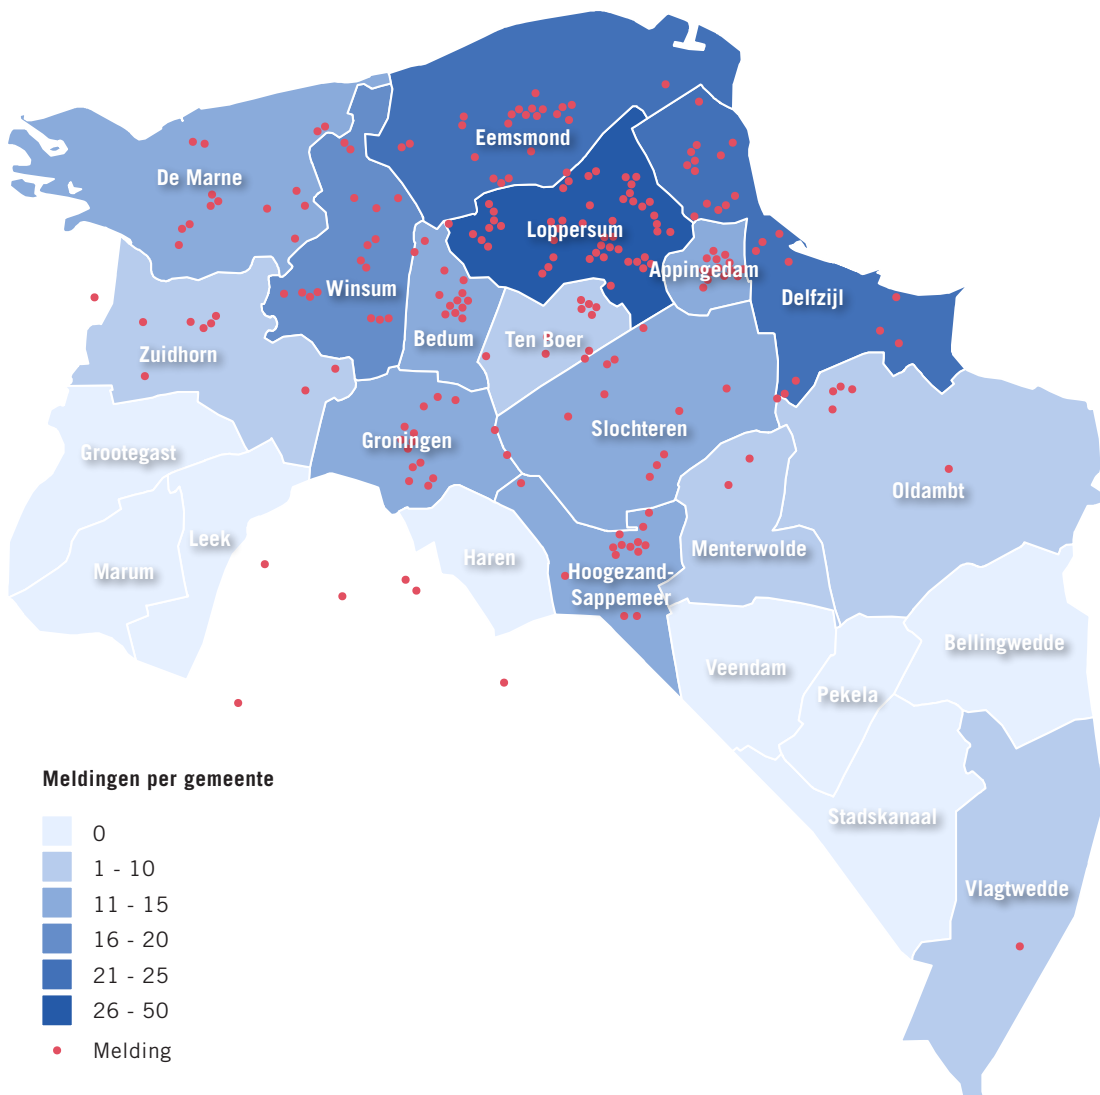 Eemsmond
De Marne
Loppersum
Appingedam
Winsum
Delfzijl
Bedum
Ten Boer
Zuidhorn
Slochteren
Groningen
Grootegast
Oldambt
Leek
Menterwolde
Haren
Marum
Hoogezand-
Sappemeer
Bellingwedde
Veendam
Pekela
Meldingen per gemeente
Stadskanaal
0
1 - 10
Vlagtwedde
11 - 15
16 - 20
21 - 25
26 - 50
Melding